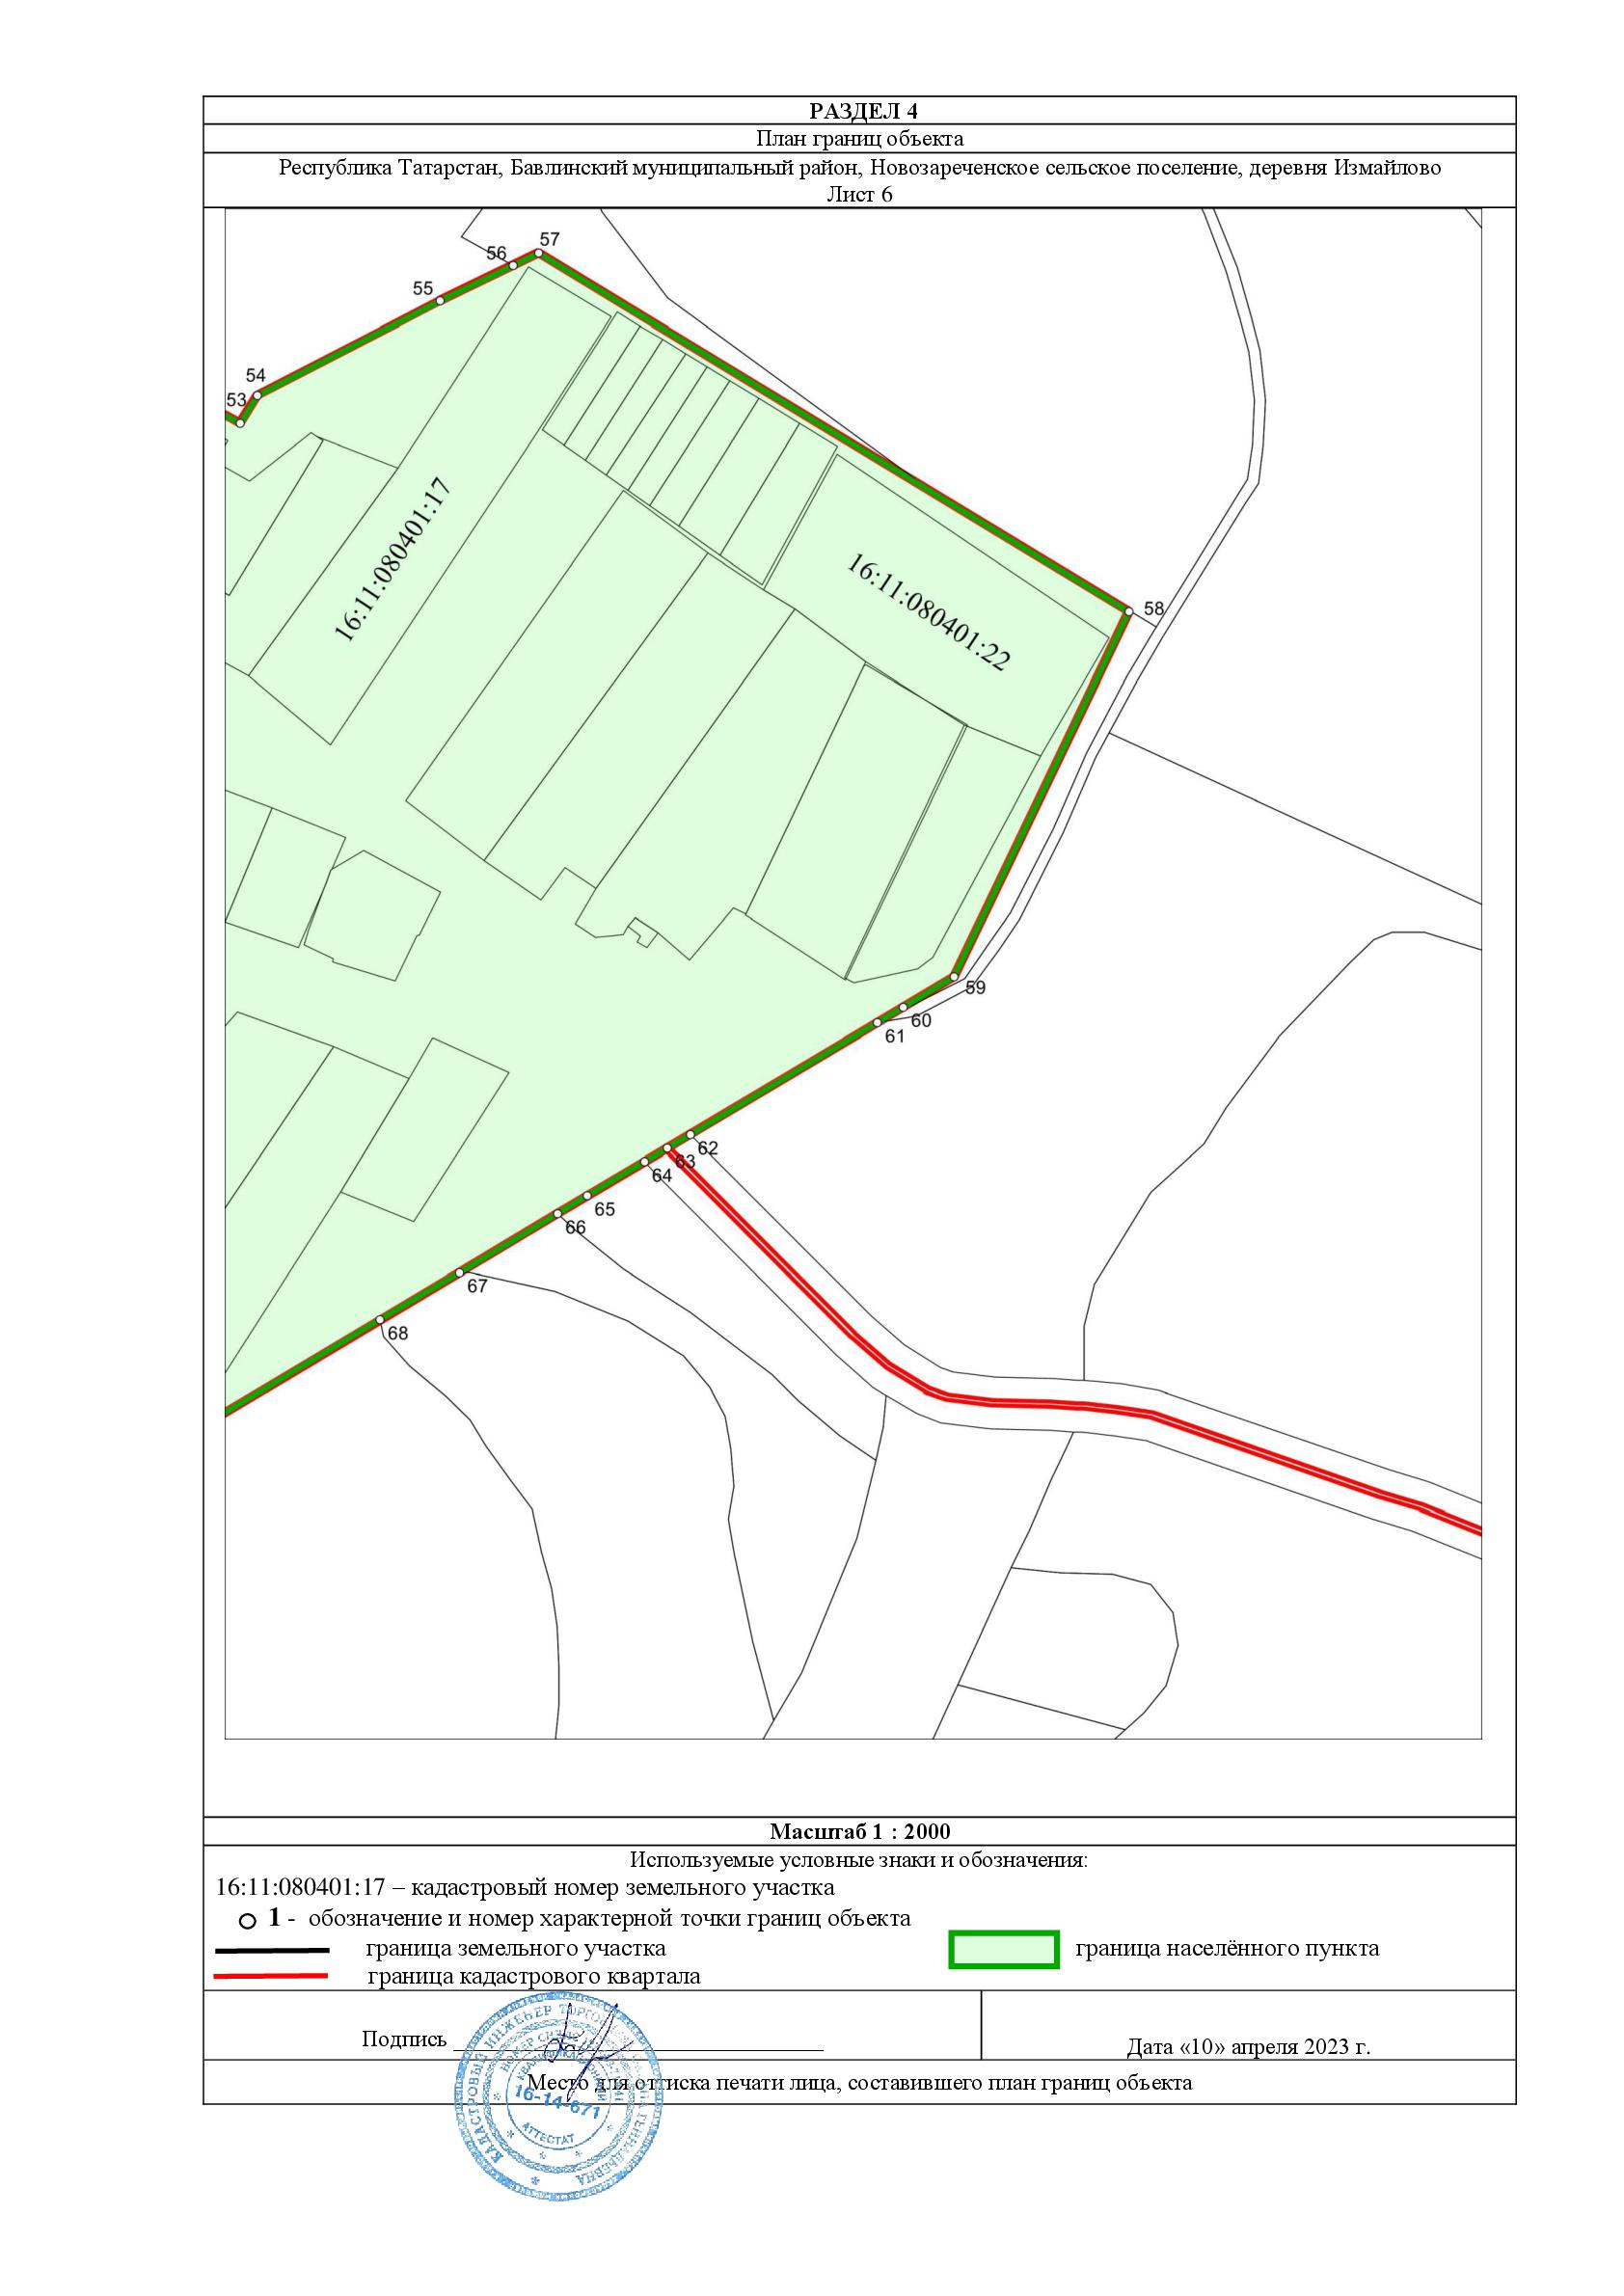 РАЗДЕЛ 4
План границ объекта
Республика Татарстан, Бавлинский муниципальный район, Новозареченское сельское поселение, деревня Измайлово
Лист 6
57
56
55
54
53
16:11:080401:17
16:11:080401:22
58
59
60
61
62
63
64
65
66
67
68
Масштаб 1 : 2000
Используемые условные знаки и обозначения:
16:11:080401:17 – кадастровый номер земельного участка
1 - обозначение и номер характерной точки границ объекта
граница земельного участка
граница населённого пункта
граница кадастрового квартала
Подпись
Дата «10» апреля 2023 г.
Место для оттиска печати лица, составившего план границ объекта
КАДАСТРОВЫЙ ИНЖЕНЕР
16-14-671
АТТЕСТАТ